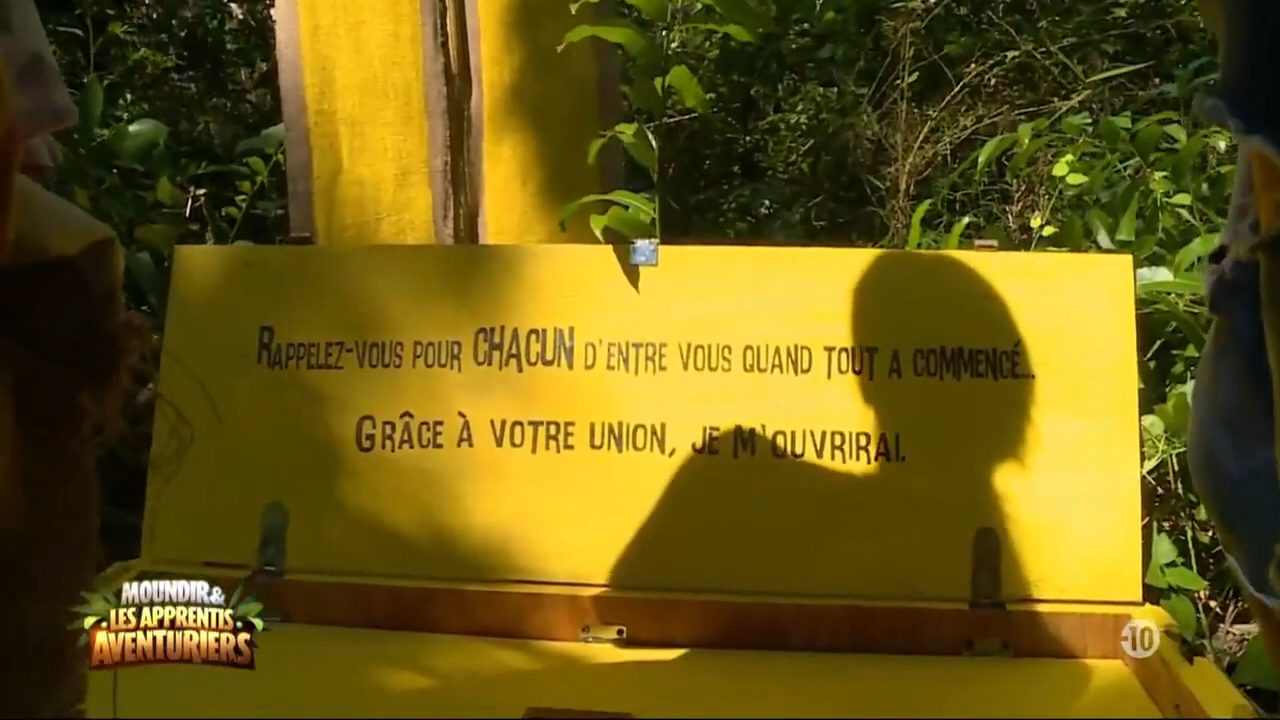 RAPPELEZ-VOUS POUR CHACUN D'ENTRE VOUS QUAND TOUT A COMMENCÉ...
GRÂCE À VOTRE UNION, JE M'OUVRIRAI.
MOUNDIR &
LES APPRENTIS
AVENTURIERS
-10